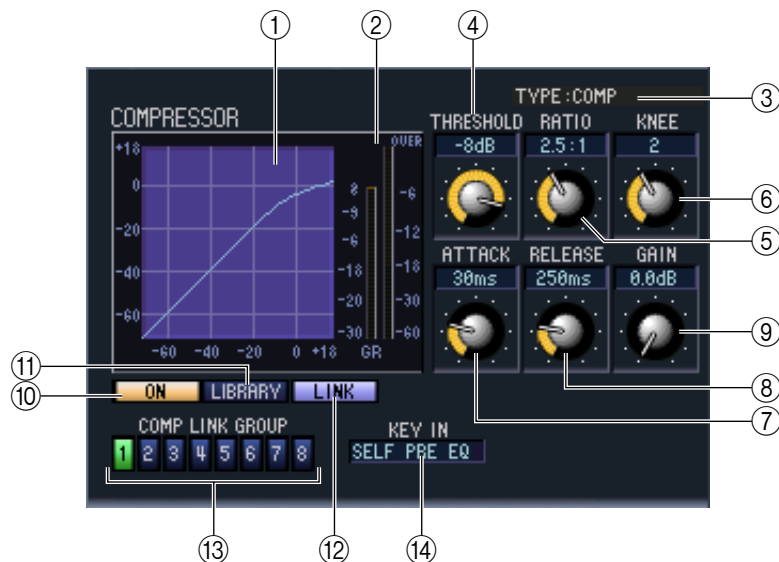 ① ② ④
TYPE:COMP ③
COMPRESSOR THRESHOLD RATIO KNEE
-8dB 2.5:1 2
OVER
+18
0
-20
-40
-60
-60 -40 -20 0 +18
-9
-6
-18
-20
-30
GR
-6
-12
-18
-30
-60
⑥
⑤
ATTACK RELEASE GAIN
30ms 250ms 0.0dB
⑨
⑧
⑦
⑪
⑩ ON LIBRARY LINK
COMP LINK GROUP KEY IN
1 2 3 4 5 6 7 8 SELF PRE EQ
⑬ ⑫ ⑭